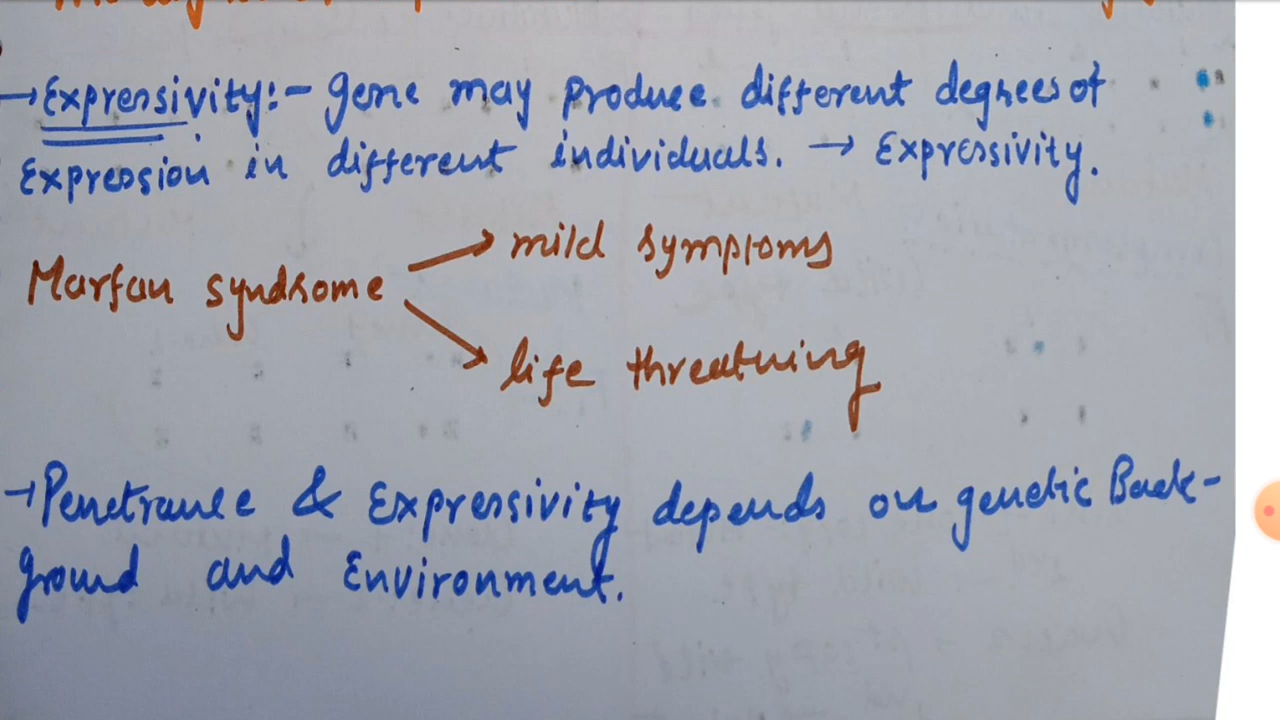 →Expressivity:- gene may produce different degrees of
Expression in different individuals. → Expressivity.
Marfan syndrome → mild symptoms
→ life threatning
→Penetrance & Expressivity depends on genetic Back-
ground and Environment.